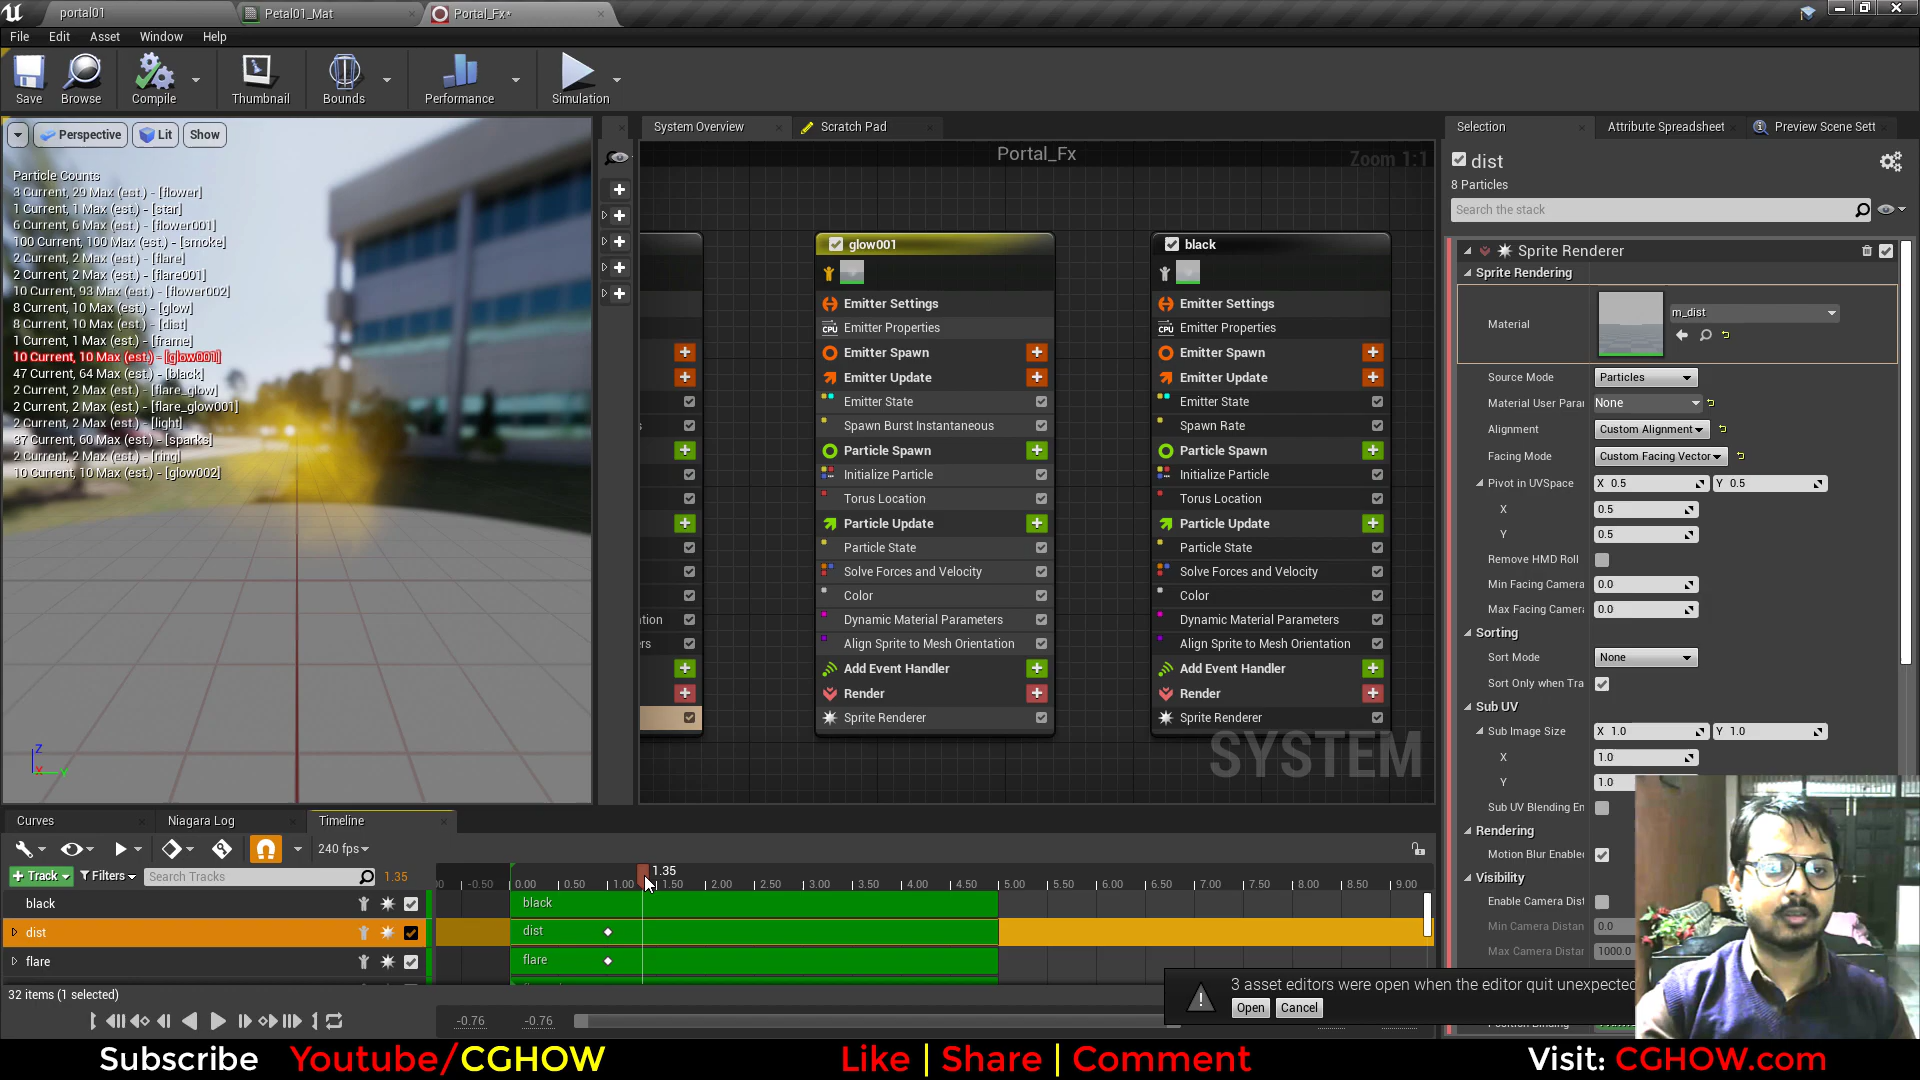 portal01
Petal01_Mat
Portal_Fx*
File Edit Asset Window Help
Save
Browse
Compile
Thumbnail
Bounds
Performance
Simulation
Perspective
Lit
Show
Particle Counts
3 Current, 29 Max (est.) - [flower]
1 Current, 1 Max (est.) - [star]
6 Current, 6 Max (est.) - [flower001]
100 Current, 100 Max (est.) - [smoke]
2 Current, 2 Max (est.) - [flare]
2 Current, 2 Max (est.) - [flare001]
10 Current, 93 Max (est.) - [flower002]
8 Current, 10 Max (est.) - [glow]
8 Current, 10 Max (est.) - [dist]
1 Current, 1 Max (est.) - [frame]
10 Current, 10 Max (est.) - [glow001]
47 Current, 64 Max (est.) - [black]
2 Current, 2 Max (est.) - [flare_glow]
2 Current, 2 Max (est.) - [flare_glow001]
2 Current, 2 Max (est.) - [light]
37 Current, 60 Max (est.) - [sparks]
2 Current, 2 Max (est.) - [ring]
10 Current, 10 Max (est.) - [glow002]
Z
X
Y
System Overview
Scratch Pad
Portal_Fx
Zoom 1:1
s
tion
rs
glow001
Emitter Settings
CPU Emitter Properties
Emitter Spawn
Emitter Update
Emitter State
Spawn Burst Instantaneous
Particle Spawn
Initialize Particle
Torus Location
Particle Update
Particle State
Solve Forces and Velocity
Color
Dynamic Material Parameters
Align Sprite to Mesh Orientation
Add Event Handler
Render
Sprite Renderer
black
Emitter Settings
CPU Emitter Properties
Emitter Spawn
Emitter Update
Emitter State
Spawn Rate
Particle Spawn
Initialize Particle
Torus Location
Particle Update
Particle State
Solve Forces and Velocity
Color
Dynamic Material Parameters
Align Sprite to Mesh Orientation
Add Event Handler
Render
Sprite Renderer
SYSTEM
Selection
Attribute Spreadsheet
Preview Scene Sett
dist
8 Particles
Search the stack
Sprite Renderer
Sprite Rendering
Material
m_dist
Source Mode Particles
Material User Parar None
Alignment Custom Alignment
Facing Mode Custom Facing Vector
Pivot in UVSpace X 0.5 Y 0.5
X 0.5
Y 0.5
Remove HMD Roll
Min Facing Camera 0.0
Max Facing Camera 0.0
Sorting
Sort Mode None
Sort Only when Tra
Sub UV
Sub Image Size X 1.0 Y 1.0
X 1.0
Y 1.0
Sub UV Blending En
Rendering
Motion Blur Enable
Visibility
Enable Camera Dist
Min Camera Distan 0.0
Max Camera Distan 1000.0
Curves
Niagara Log
Timeline
240 fps
+ Track
Filters
Search Tracks
1.35
1.35
-0.50 0.00 0.50 1.00 1.50 2.00 2.50 3.00 3.50 4.00 4.50 5.00 5.50 6.00 6.50 7.00 7.50 8.00 8.50 9.00
black
black
dist
dist
flare
flare
32 items (1 selected)
-0.76
-0.76
3 asset editors were open when the editor quit unexpected
Open
Cancel
Subscribe Youtube/CGHOW Like | Share | Comment Visit: CGHOW.com